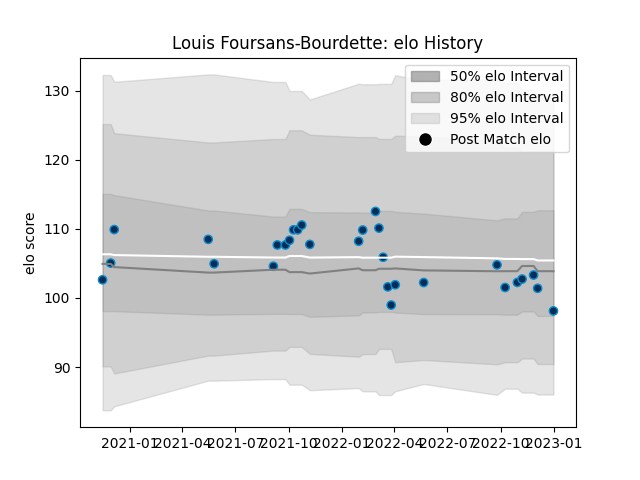 Louis Foursans-Bourdette: elo History
50% elo Interval
80% elo Interval
95% elo Interval
Post Match elo
elo score
130
120
110
100
90
2021-01 2021-04 2021-07 2021-10 2022-01 2022-04 2022-07 2022-10 2023-01